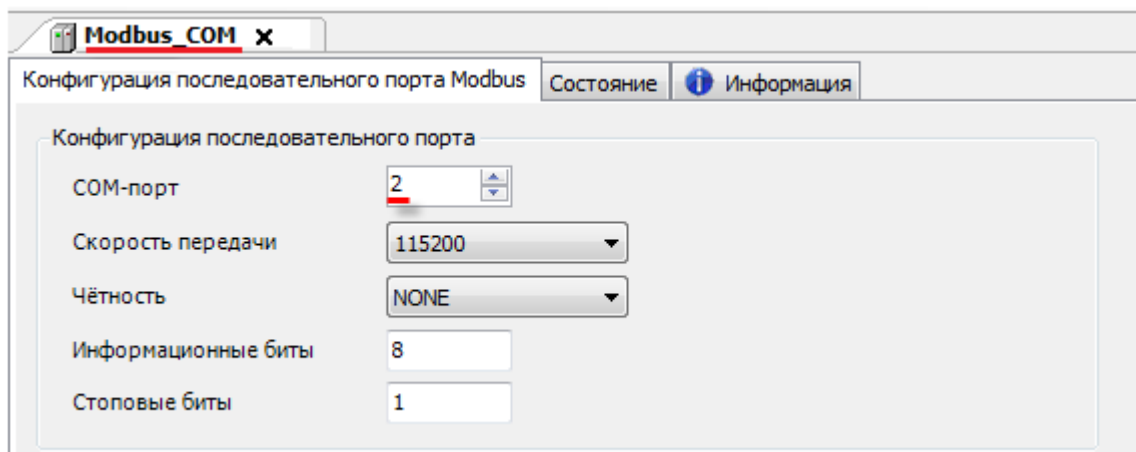 Modbus_COM x
Конфигурация последовательного порта Modbus Состояние Информация
Конфигурация последовательного порта
COM-порт 2
Скорость передачи 115200
Чётность NONE
Информационные биты 8
Стоповые биты 1